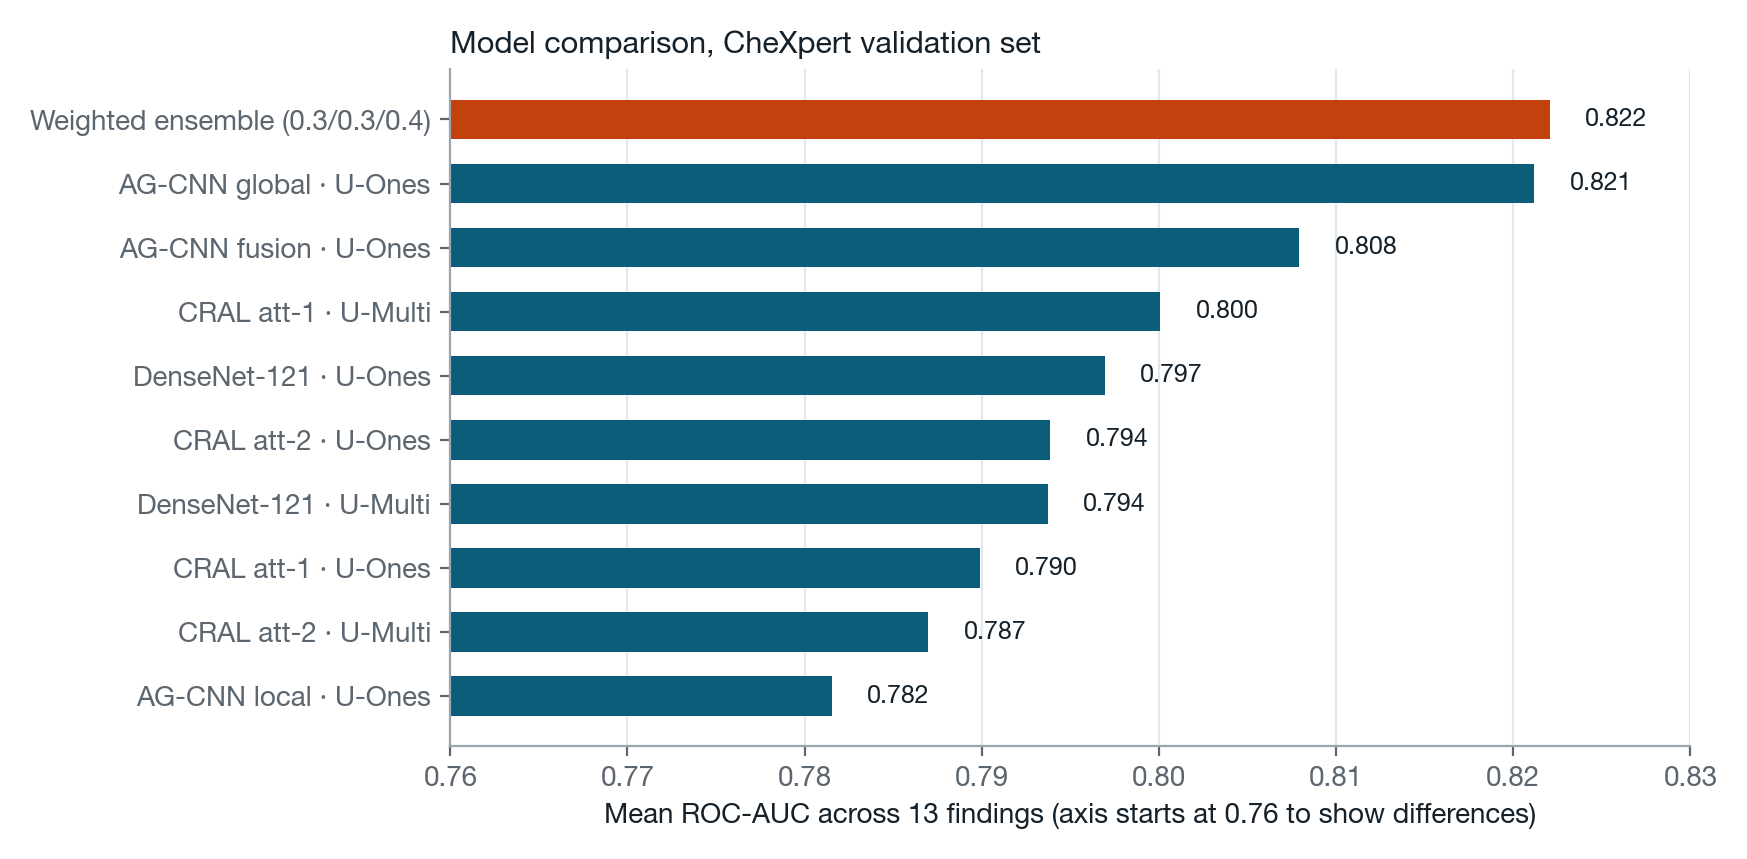 Model comparison, CheXpert validation set
Weighted ensemble (0.3/0.3/0.4) 0.822
AG-CNN global · U-Ones 0.821
AG-CNN fusion · U-Ones 0.808
CRAL att-1 · U-Multi 0.800
DenseNet-121 · U-Ones 0.797
CRAL att-2 · U-Ones 0.794
DenseNet-121 · U-Multi 0.794
CRAL att-1 · U-Ones 0.790
CRAL att-2 · U-Multi 0.787
AG-CNN local · U-Ones 0.782
0.76 0.77 0.78 0.79 0.80 0.81 0.82 0.83
Mean ROC-AUC across 13 findings (axis starts at 0.76 to show differences)